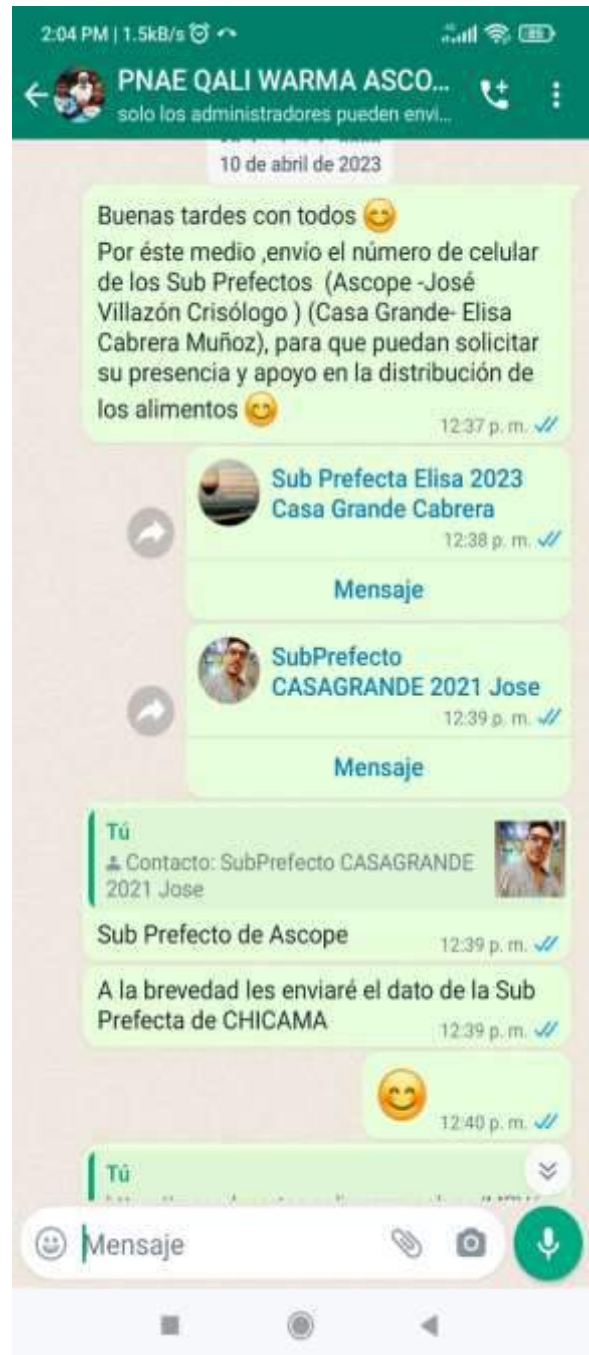 2:04 PM | 1.5kB/s
PNAE QALI WARMA ASCO...
solo los administradores pueden envi...
10 de abril de 2023
Buenas tardes con todos 😊
Por éste medio ,envío el número de celular
de los Sub Prefectos (Ascope -José
Villazón Crisólogo ) (Casa Grande- Elisa
Cabrera Muñoz), para que puedan solicitar
su presencia y apoyo en la distribución de
los alimentos 😊
12:37 p. m.
Sub Prefecta Elisa 2023
Casa Grande Cabrera
12:38 p. m.
Mensaje
SubPrefecto
CASAGRANDE 2021 Jose
12:39 p. m.
Mensaje
Tú
Contacto: SubPrefecto CASAGRANDE
2021 Jose
Sub Prefecto de Ascope
12:39 p. m.
A la brevedad les enviaré el dato de la Sub
Prefecta de CHICAMA
12:39 p. m.
😊
12:40 p. m.
Tú
Mensaje